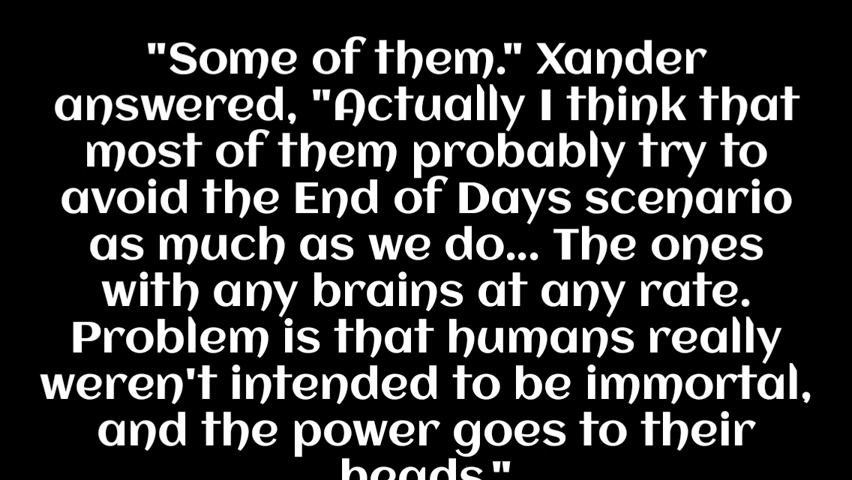 "Some of them." Xander
answered, "Actually I think that
most of them probably try to
avoid the End of Days scenario
as much as we do... The ones
with any brains at any rate.
Problem is that humans really
weren't intended to be immortal,
and the power goes to their
heads."